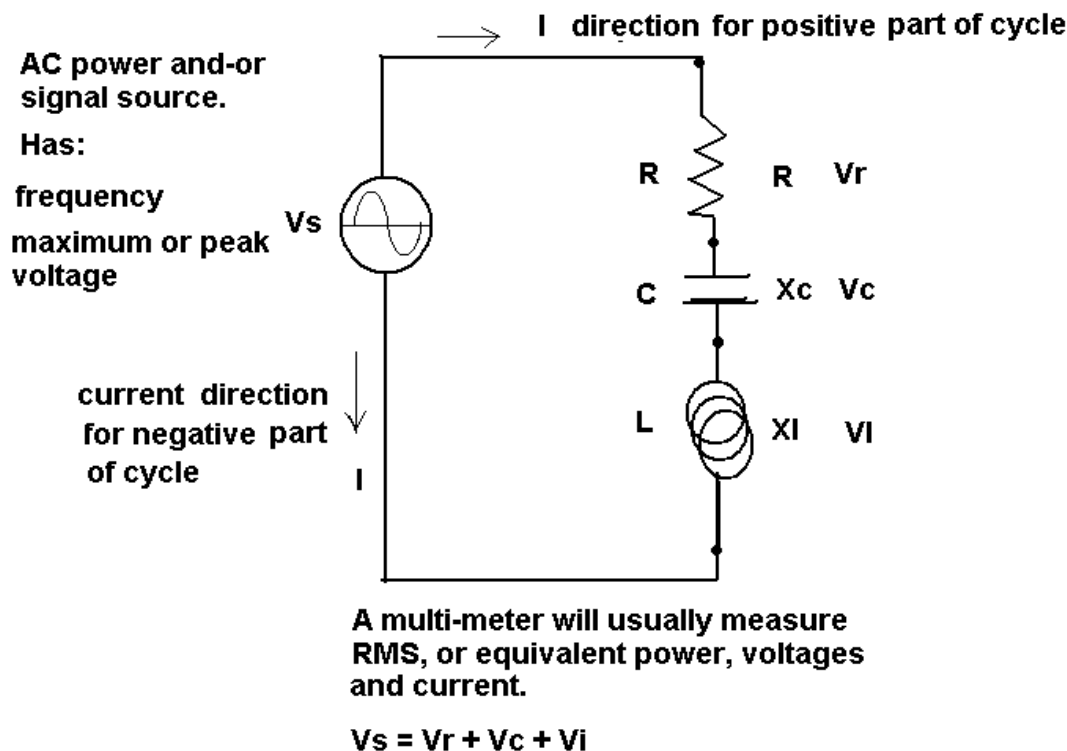 I direction for positive part of cycle
AC power and-or
signal source.
Has:
frequency
maximum or peak
voltage
Vs
R R Vr
C Xc Vc
L Xl Vl
current direction
for negative part
of cycle
I
A multi-meter will usually measure
RMS, or equivalent power, voltages
and current.
Vs = Vr + Vc + Vi